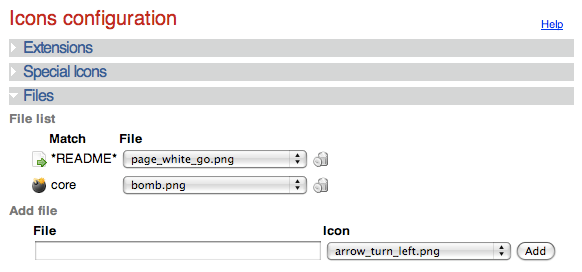 Icons configuration
Help
Extensions
Special Icons
Files
File list
Match File
*README* page_white_go.png
core bomb.png
Add file
File Icon
arrow_turn_left.png Add